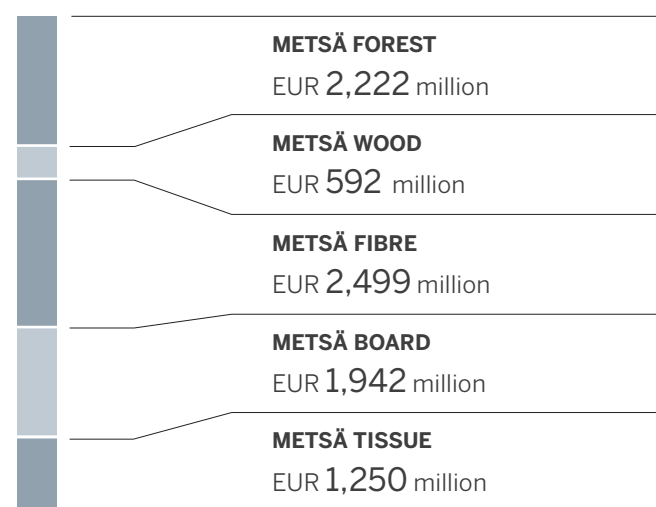 METSÄ FOREST
EUR 2,222 million
METSÄ WOOD
EUR 592 million
METSÄ FIBRE
EUR 2,499 million
METSÄ BOARD
EUR 1,942 million
METSÄ TISSUE
EUR 1,250 million